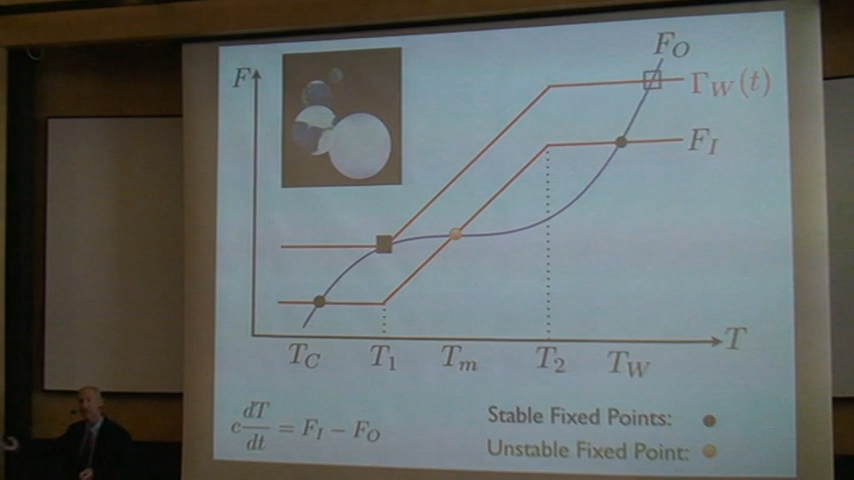 F
F_O
Γ_W(t)
F_I
T
T_C T_1 T_m T_2 T_W
c dT/dt = F_I − F_O
Stable Fixed Points:
Unstable Fixed Point: